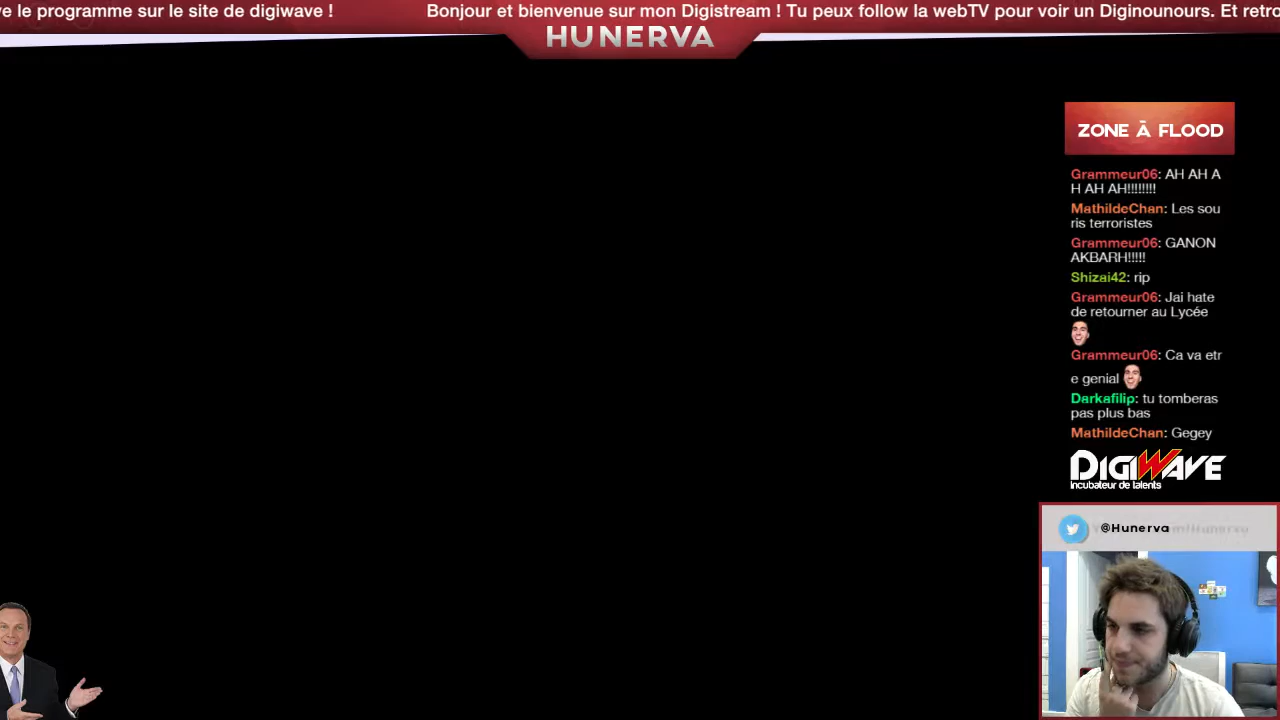 ve le programme sur le site de digiwave !
Bonjour et bienvenue sur mon Digistream ! Tu peux follow la webTV pour voir un Diginounours. Et retro
HUNERVA
ZONE À FLOOD
Grammeur06: AH AH A
H AH AH!!!!!!!!
MathildeChan: Les sou
ris terroristes
Grammeur06: GANON
AKBARH!!!!!
Shizai42: rip
Grammeur06: Jai hate
de retourner au Lycée
Grammeur06: Ca va etr
e genial
Darkafilip: tu tomberas
pas plus bas
MathildeChan: Gegey
DIGIWAVE
Incubateur de talents
@Hunerva